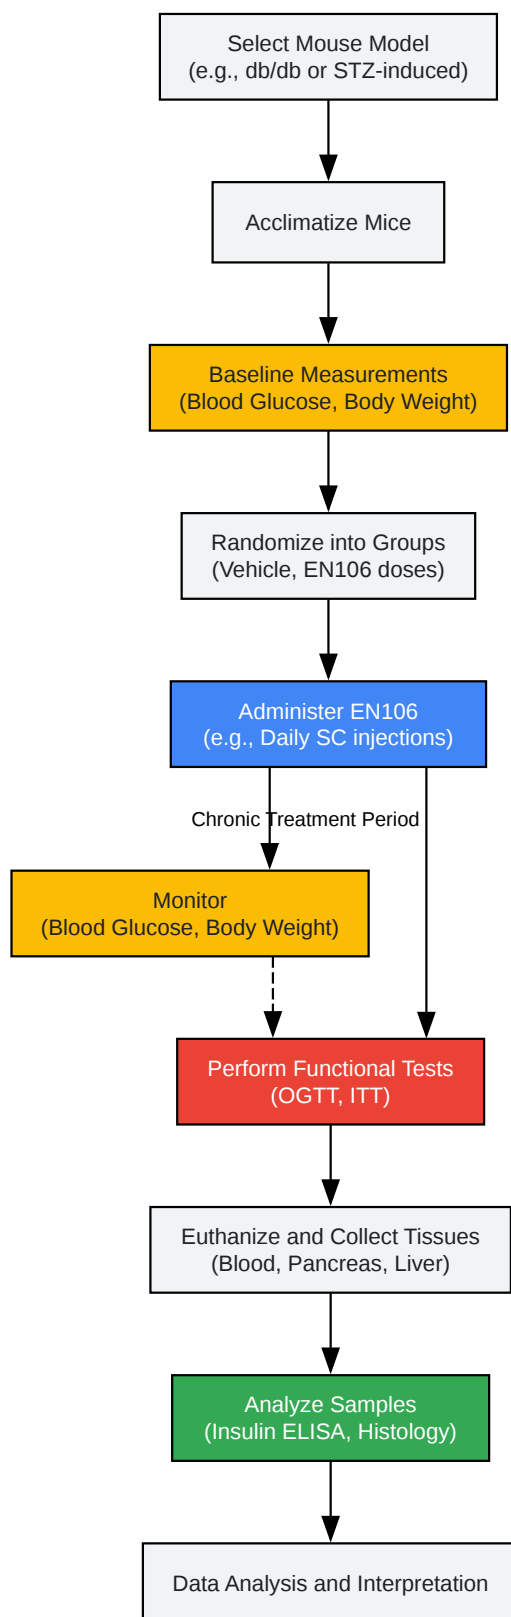 Select Mouse Model
(e.g., db/db or STZ-induced)
Acclimatize Mice
Baseline Measurements
(Blood Glucose, Body Weight)
Randomize into Groups
(Vehicle, EN106 doses)
Administer EN106
(e.g., Daily SC injections)
Chronic Treatment Period
Monitor
(Blood Glucose, Body Weight)
Perform Functional Tests
(OGTT, ITT)
Euthanize and Collect Tissues
(Blood, Pancreas, Liver)
Analyze Samples
(Insulin ELISA, Histology)
Data Analysis and Interpretation